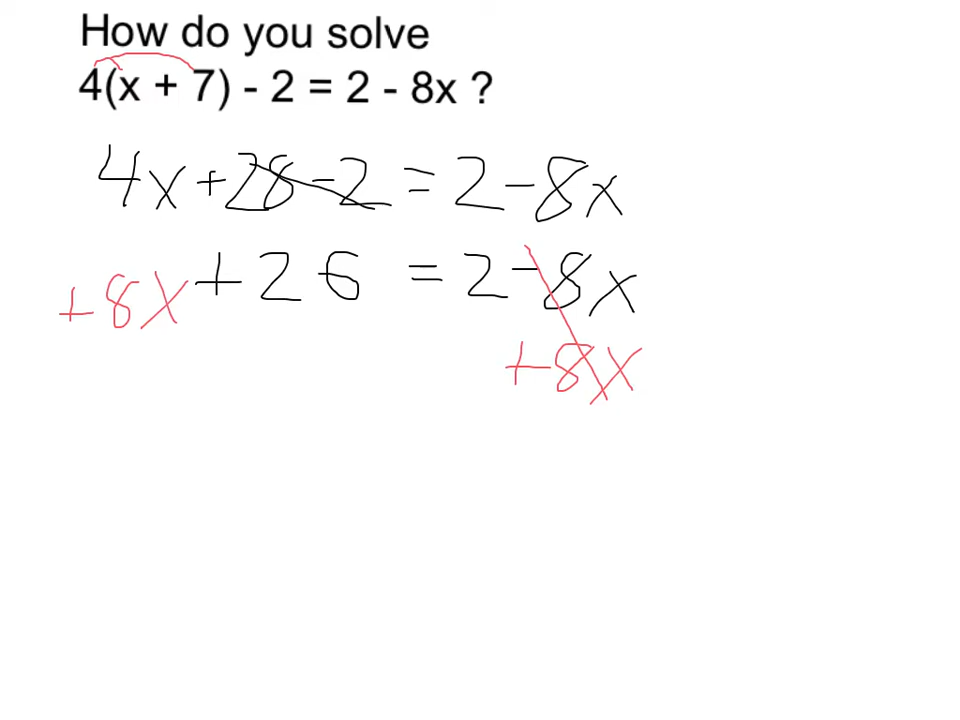 How do you solve
4(x + 7) - 2 = 2 - 8x ?
4x+28-2=2-8x
+26=2-8x
+8x
+8x